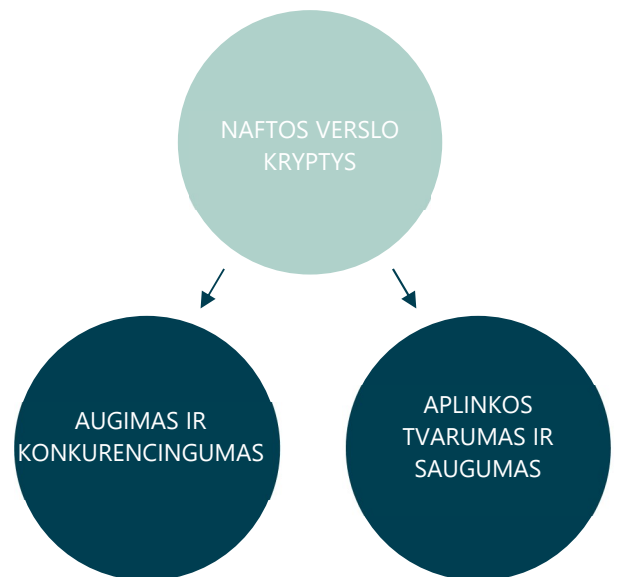 NAFTOS VERSLO
KRYPTYS
AUGIMAS IR
KONKURENCINGUMAS
APLINKOS
TVARUMAS IR
SAUGUMAS